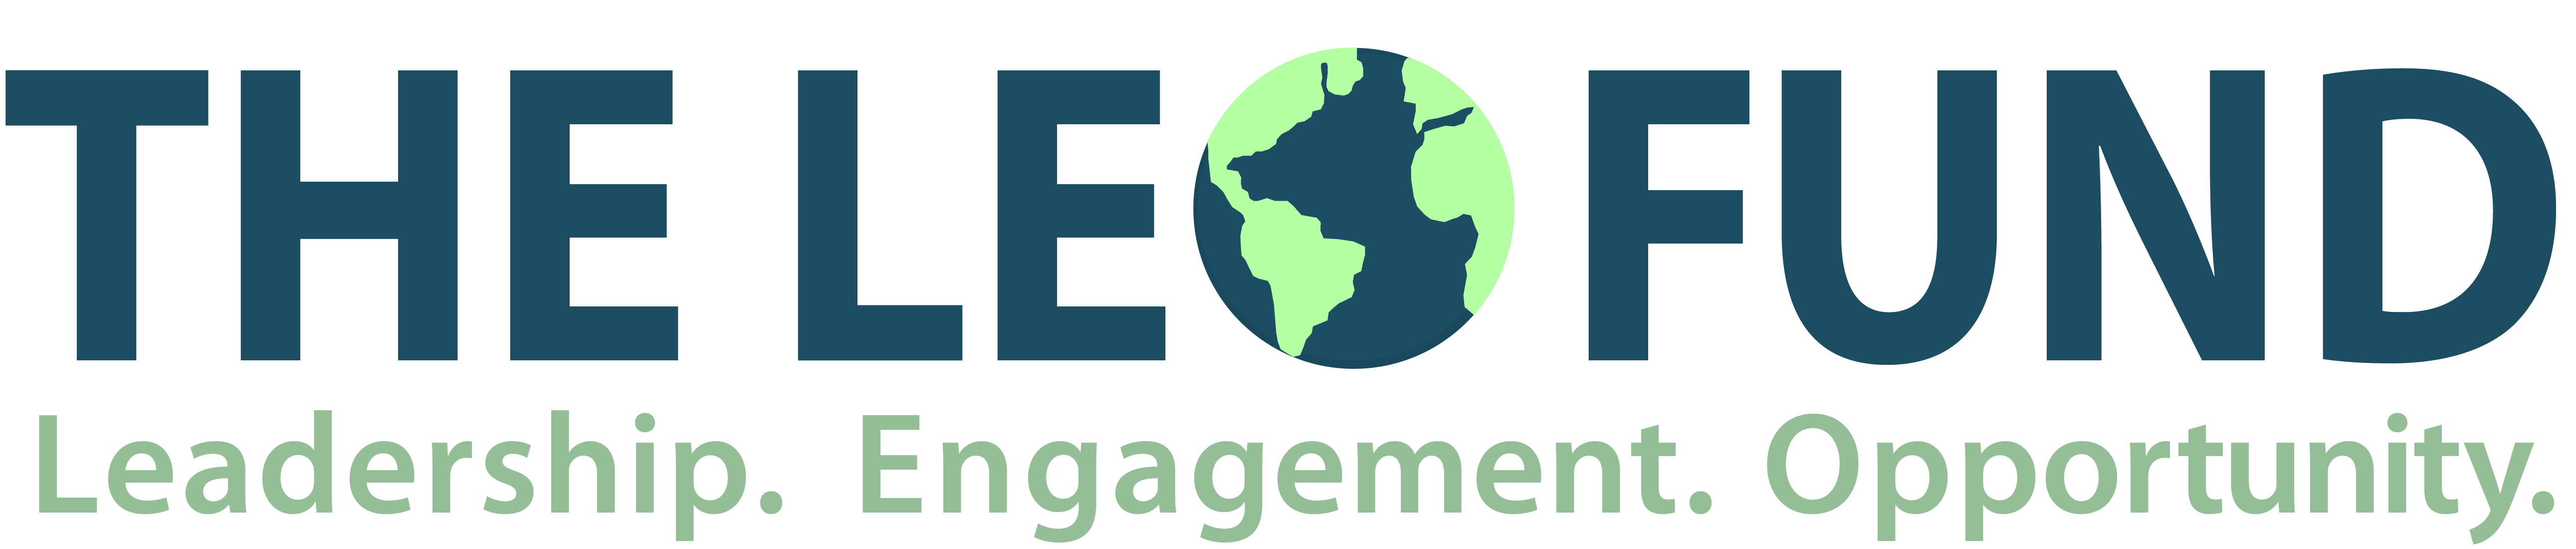 THE LEO FUND
Leadership. Engagement. Opportunity.